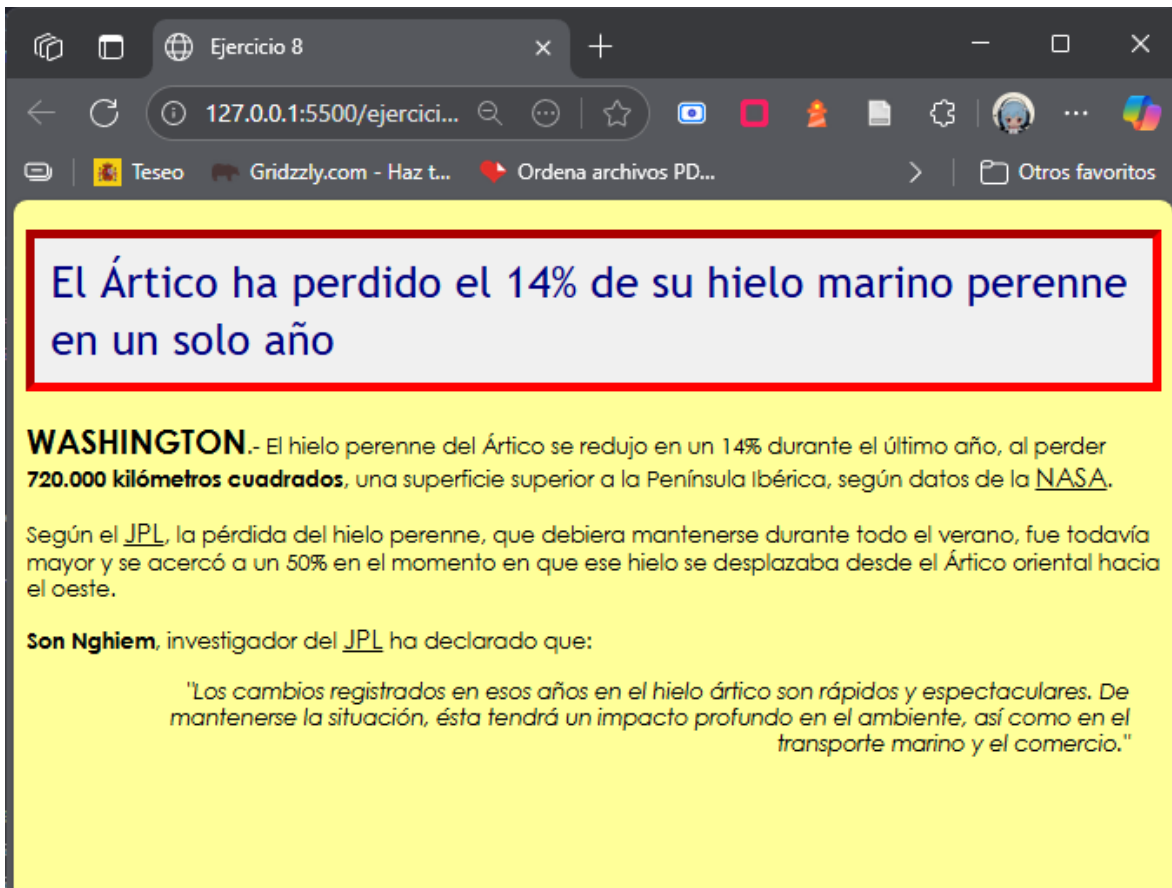 Ejercicio 8
127.0.0.1:5500/ejercici...
Teseo
Gridzzly.com - Haz t...
Ordena archivos PD...
Otros favoritos
El Ártico ha perdido el 14% de su hielo marino perenne
en un solo año
WASHINGTON.- El hielo perenne del Ártico se redujo en un 14% durante el último año, al perder
720.000 kilómetros cuadrados, una superficie superior a la Península Ibérica, según datos de la NASA.
Según el JPL, la pérdida del hielo perenne, que debiera mantenerse durante todo el verano, fue todavía
mayor y se acercó a un 50% en el momento en que ese hielo se desplazaba desde el Ártico oriental hacia
el oeste.
Son Nghiem, investigador del JPL ha declarado que:
"Los cambios registrados en esos años en el hielo ártico son rápidos y espectaculares. De
mantenerse la situación, ésta tendrá un impacto profundo en el ambiente, así como en el
transporte marino y el comercio."